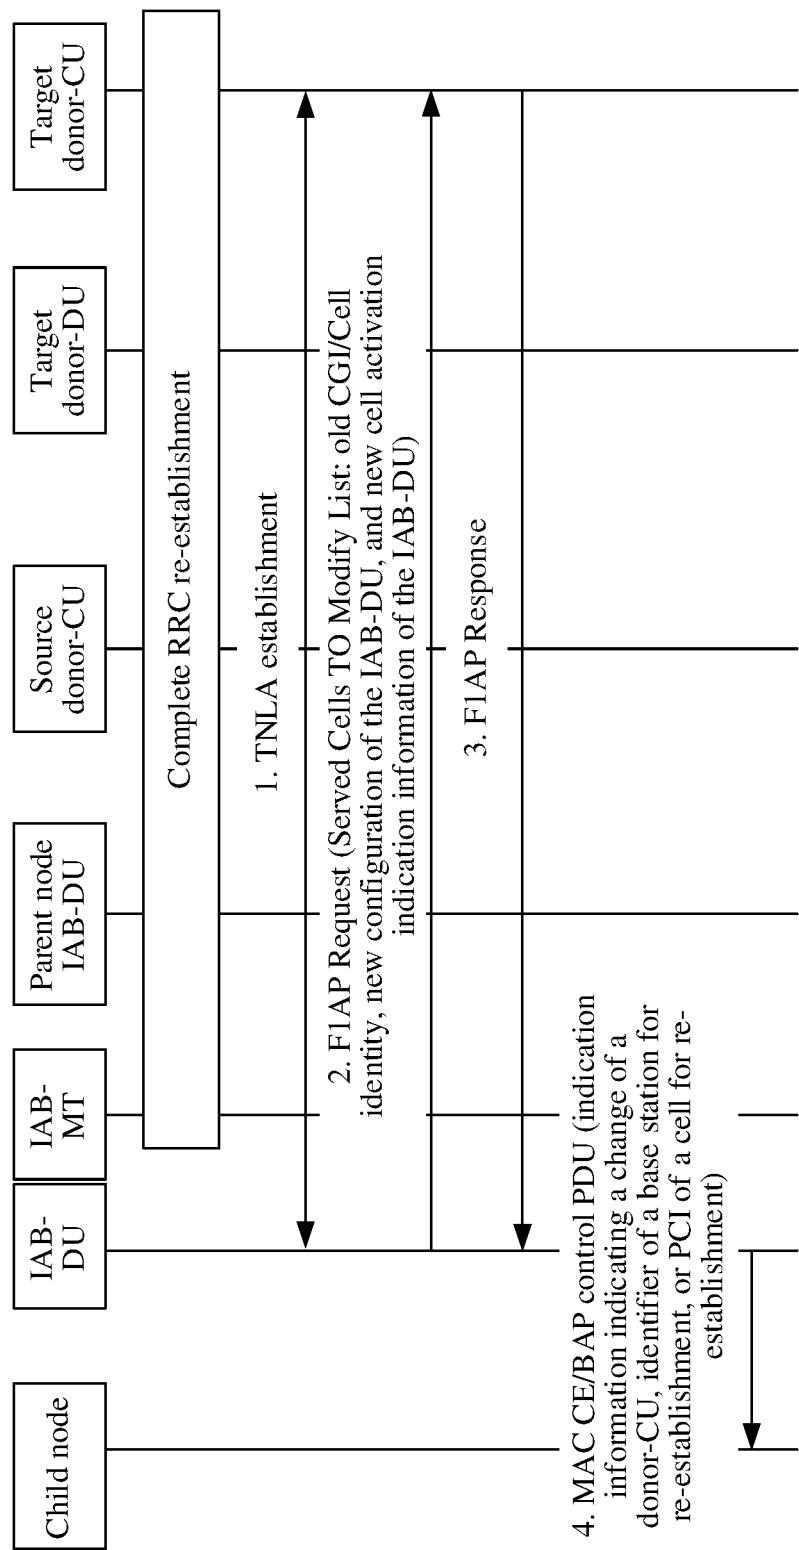 Child node
IAB-
DU
IAB-
MT
Parent node
IAB-DU
Source
donor-CU
Target
donor-DU
Target
donor-CU
Complete RRC re-establishment
1. TNLA establishment
2. F1AP Request (Served Cells TO Modify List: old CGI/Cell
identity, new configuration of the IAB-DU, and new cell activation
indication information of the IAB-DU)
3. F1AP Response
4. MAC CE/BAP control PDU (indication
information indicating a change of a
donor-CU, identifier of a base station for
re-establishment, or PCI of a cell for re-
establishment)